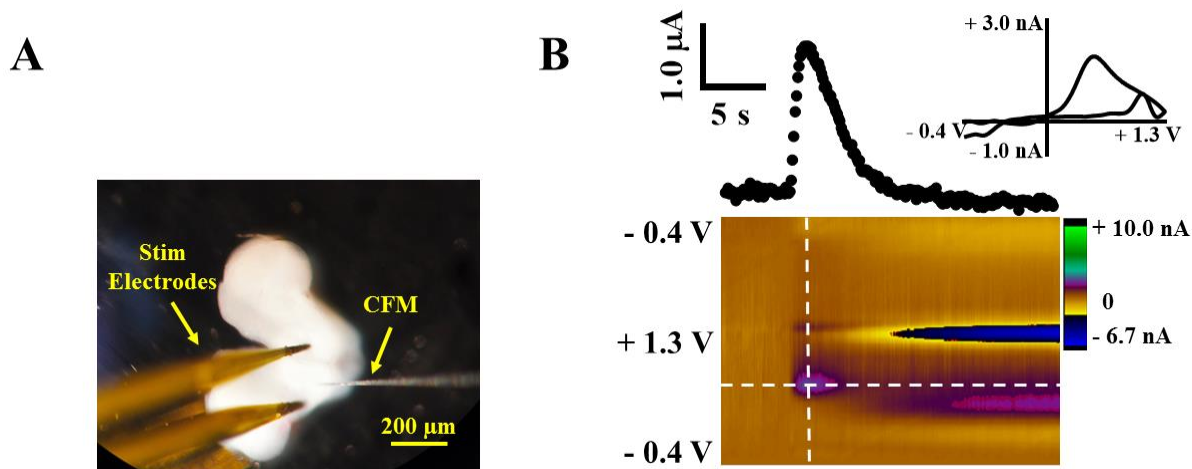 A
B
Stim
Electrodes
CFM
200 µm
1.0 µA
5 s
+ 3.0 nA
- 0.4 V
+ 1.3 V
- 1.0 nA
- 0.4 V
+ 1.3 V
- 0.4 V
+ 10.0 nA
0
- 6.7 nA